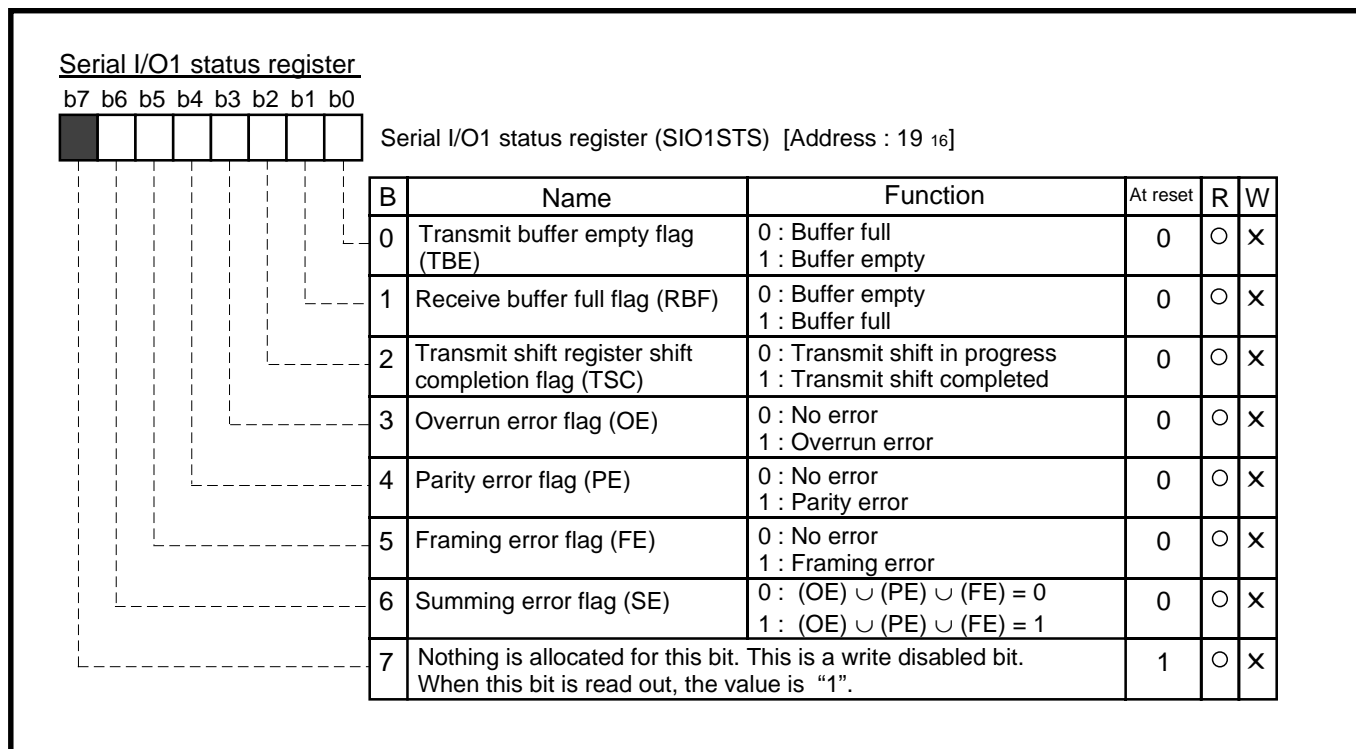 Serial I/O1 status register
b7 b6 b5 b4 b3 b2 b1 b0
Serial I/O1 status register (SIO1STS) [Address : 19 16]
B Name Function At reset R W
0 Transmit buffer empty flag (TBE) 0 : Buffer full
1 : Buffer empty 0 ○ ×
1 Receive buffer full flag (RBF) 0 : Buffer empty
1 : Buffer full 0 ○ ×
2 Transmit shift register shift completion flag (TSC) 0 : Transmit shift in progress
1 : Transmit shift completed 0 ○ ×
3 Overrun error flag (OE) 0 : No error
1 : Overrun error 0 ○ ×
4 Parity error flag (PE) 0 : No error
1 : Parity error 0 ○ ×
5 Framing error flag (FE) 0 : No error
1 : Framing error 0 ○ ×
6 Summing error flag (SE) 0 : (OE) ∪ (PE) ∪ (FE) = 0
1 : (OE) ∪ (PE) ∪ (FE) = 1 0 ○ ×
7 Nothing is allocated for this bit. This is a write disabled bit.
When this bit is read out, the value is “1”. 1 ○ ×